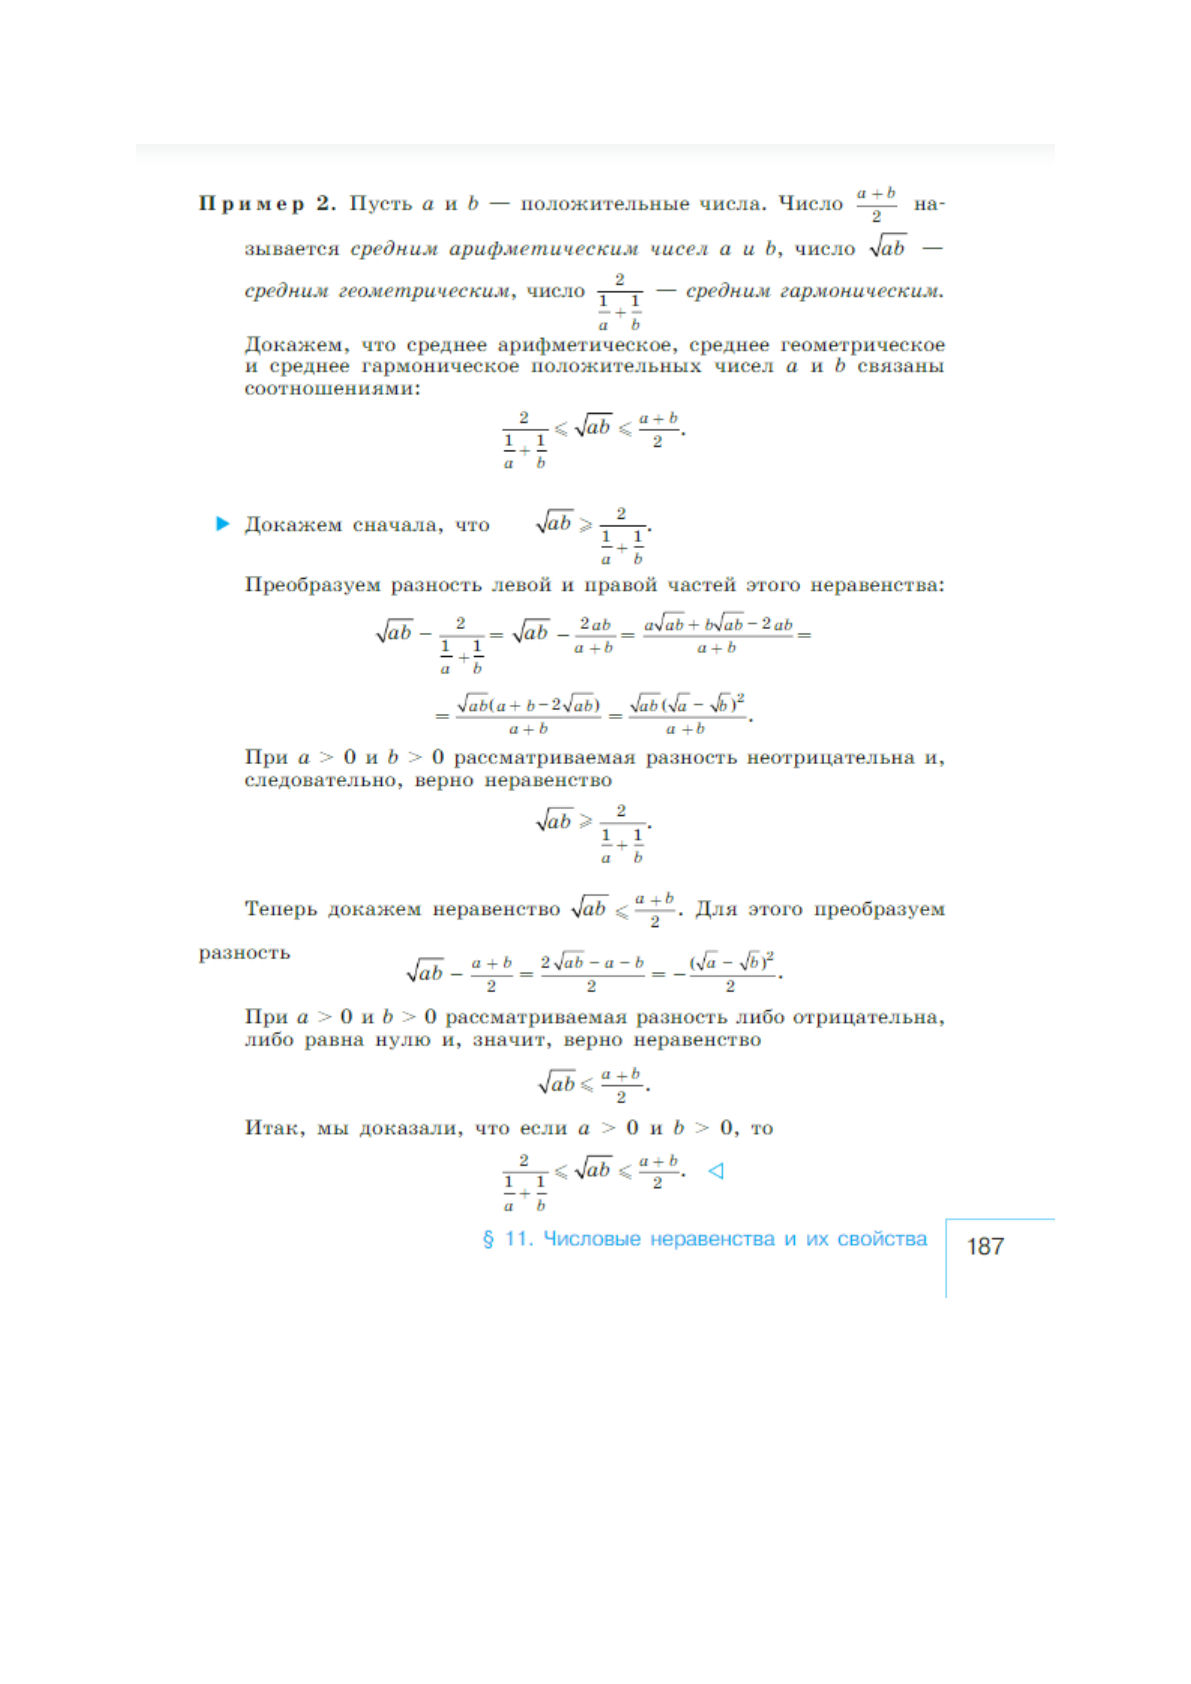 Пример 2. Пусть a и b — положительные числа. Число \frac{a+b}{2} на-
зывается средним арифметическим чисел a и b, число \sqrt{ab} —
средним геометрическим, число \frac{2}{\frac{1}{a}+\frac{1}{b}} — средним гармоническим.
Докажем, что среднее арифметическое, среднее геометрическое
и среднее гармоническое положительных чисел a и b связаны
соотношениями:
\frac{2}{\frac{1}{a}+\frac{1}{b}} ⩽ \sqrt{ab} ⩽ \frac{a+b}{2}.
▶ Докажем сначала, что \sqrt{ab} ⩾ \frac{2}{\frac{1}{a}+\frac{1}{b}}.
Преобразуем разность левой и правой частей этого неравенства:
\sqrt{ab} − \frac{2}{\frac{1}{a}+\frac{1}{b}} = \sqrt{ab} − \frac{2ab}{a+b} = \frac{a\sqrt{ab}+b\sqrt{ab}−2ab}{a+b} =
= \frac{\sqrt{ab}(a+b−2\sqrt{ab})}{a+b} = \frac{\sqrt{ab}(\sqrt{a}−\sqrt{b})^2}{a+b}.
При a > 0 и b > 0 рассматриваемая разность неотрицательна и,
следовательно, верно неравенство
\sqrt{ab} ⩾ \frac{2}{\frac{1}{a}+\frac{1}{b}}.
Теперь докажем неравенство \sqrt{ab} ⩽ \frac{a+b}{2}. Для этого преобразуем
разность
\sqrt{ab} − \frac{a+b}{2} = \frac{2\sqrt{ab}−a−b}{2} = −\frac{(\sqrt{a}−\sqrt{b})^2}{2}.
При a > 0 и b > 0 рассматриваемая разность либо отрицательна,
либо равна нулю и, значит, верно неравенство
\sqrt{ab} ⩽ \frac{a+b}{2}.
Итак, мы доказали, что если a > 0 и b > 0, то
\frac{2}{\frac{1}{a}+\frac{1}{b}} ⩽ \sqrt{ab} ⩽ \frac{a+b}{2}. ◁
§ 11. Числовые неравенства и их свойства 187